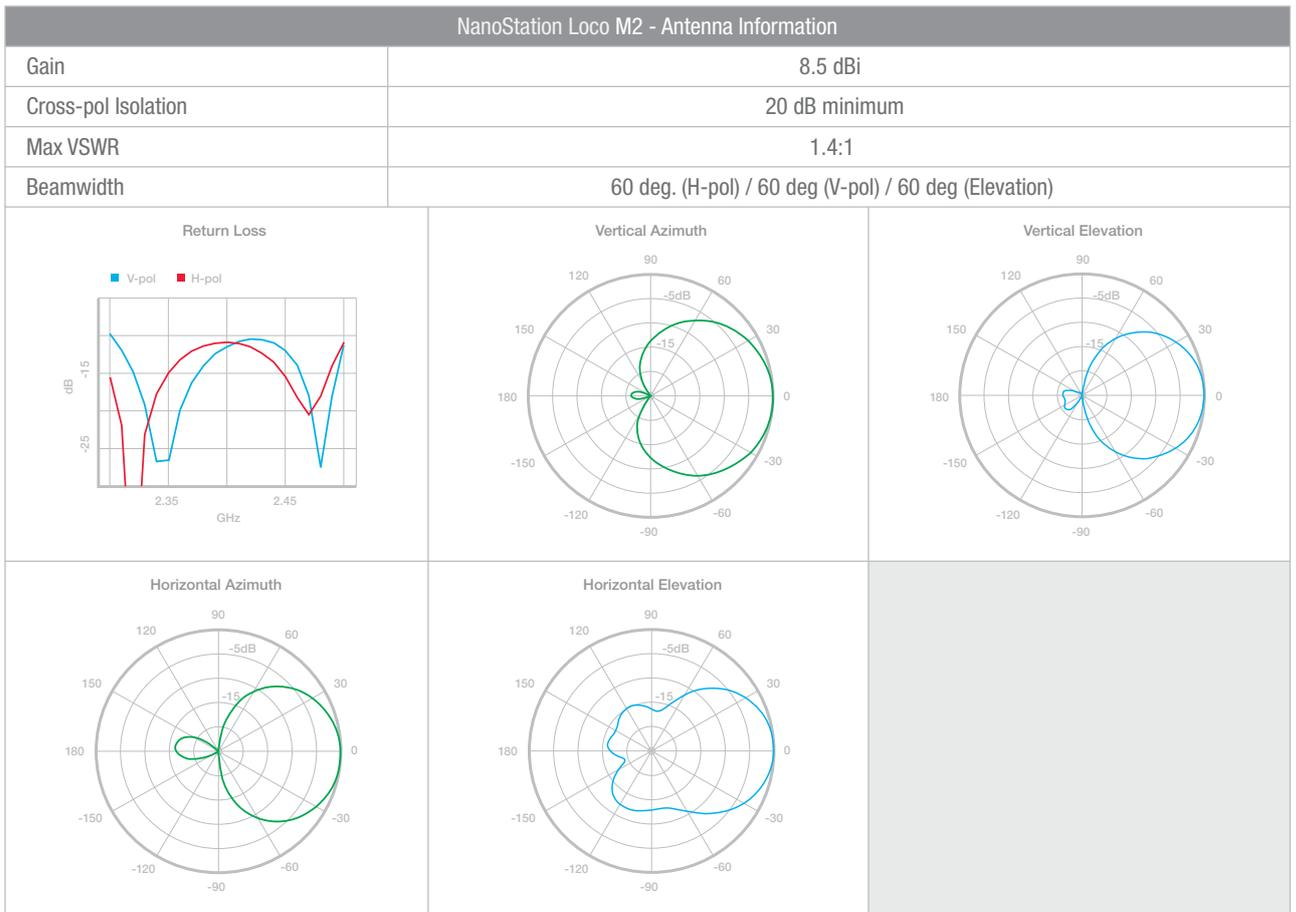 NanoStation Loco M2 - Antenna Information
Gain 8.5 dBi
Cross-pol Isolation 20 dB minimum
Max VSWR 1.4:1
Beamwidth 60 deg. (H-pol) / 60 deg (V-pol) / 60 deg (Elevation)
Return Loss
V-pol H-pol
dB
-15
-25
2.35 2.45
GHz
Vertical Azimuth
90
120 60
-5dB
150 30
-15
180 0
-150 -30
-120 -60
-90
Vertical Elevation
90
120 60
-5dB
150 30
-15
180 0
-150 -30
-120 -60
-90
Horizontal Azimuth
90
120 60
-5dB
150 30
-15
180 0
-150 -30
-120 -60
-90
Horizontal Elevation
90
120 60
-5dB
150 30
-15
180 0
-150 -30
-120 -60
-90